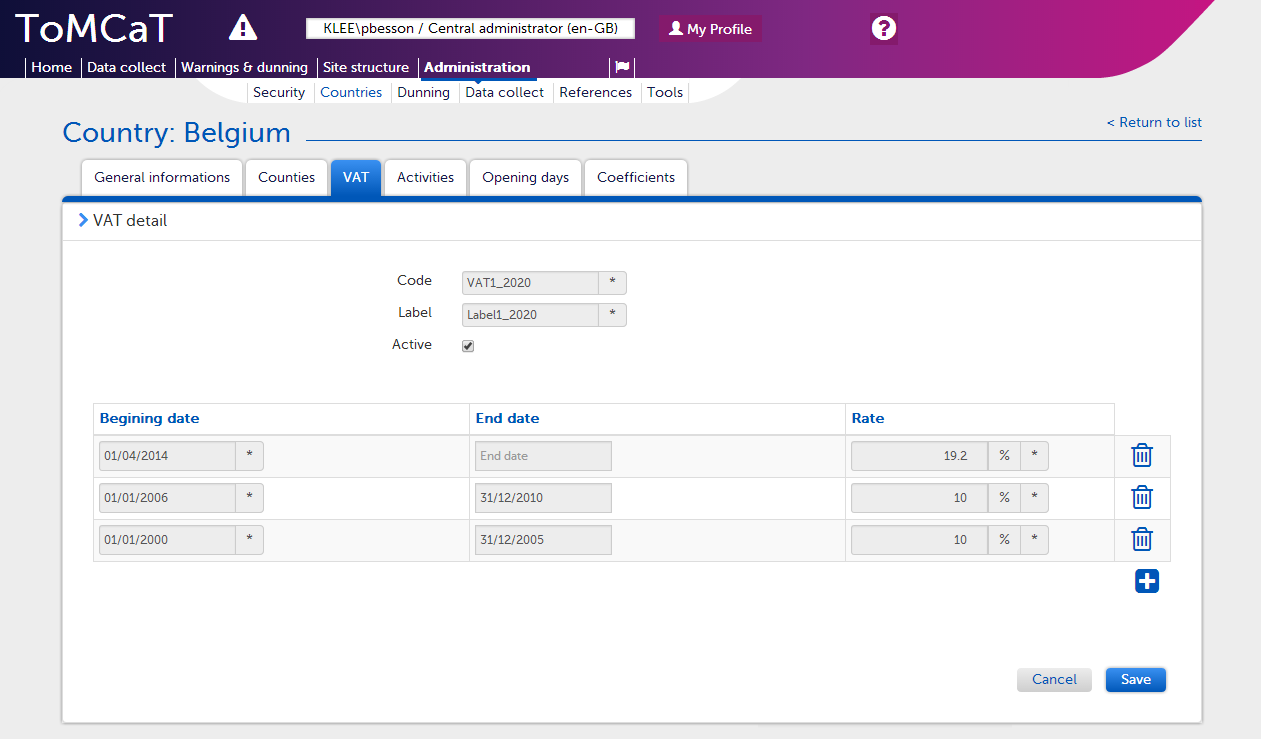 ToMCaT
KLEE\pbesson / Central administrator (en-GB)
My Profile
?
Home Data collect Warnings & dunning Site structure Administration
Security Countries Dunning Data collect References Tools
Country: Belgium
< Return to list
General informations Counties VAT Activities Opening days Coefficients
VAT detail
Code VAT1_2020 *
Label Label1_2020 *
Active
Begining date End date Rate
01/04/2014 * End date 19.2 % *
01/01/2006 * 31/12/2010 10 % *
01/01/2000 * 31/12/2005 10 % *
Cancel Save